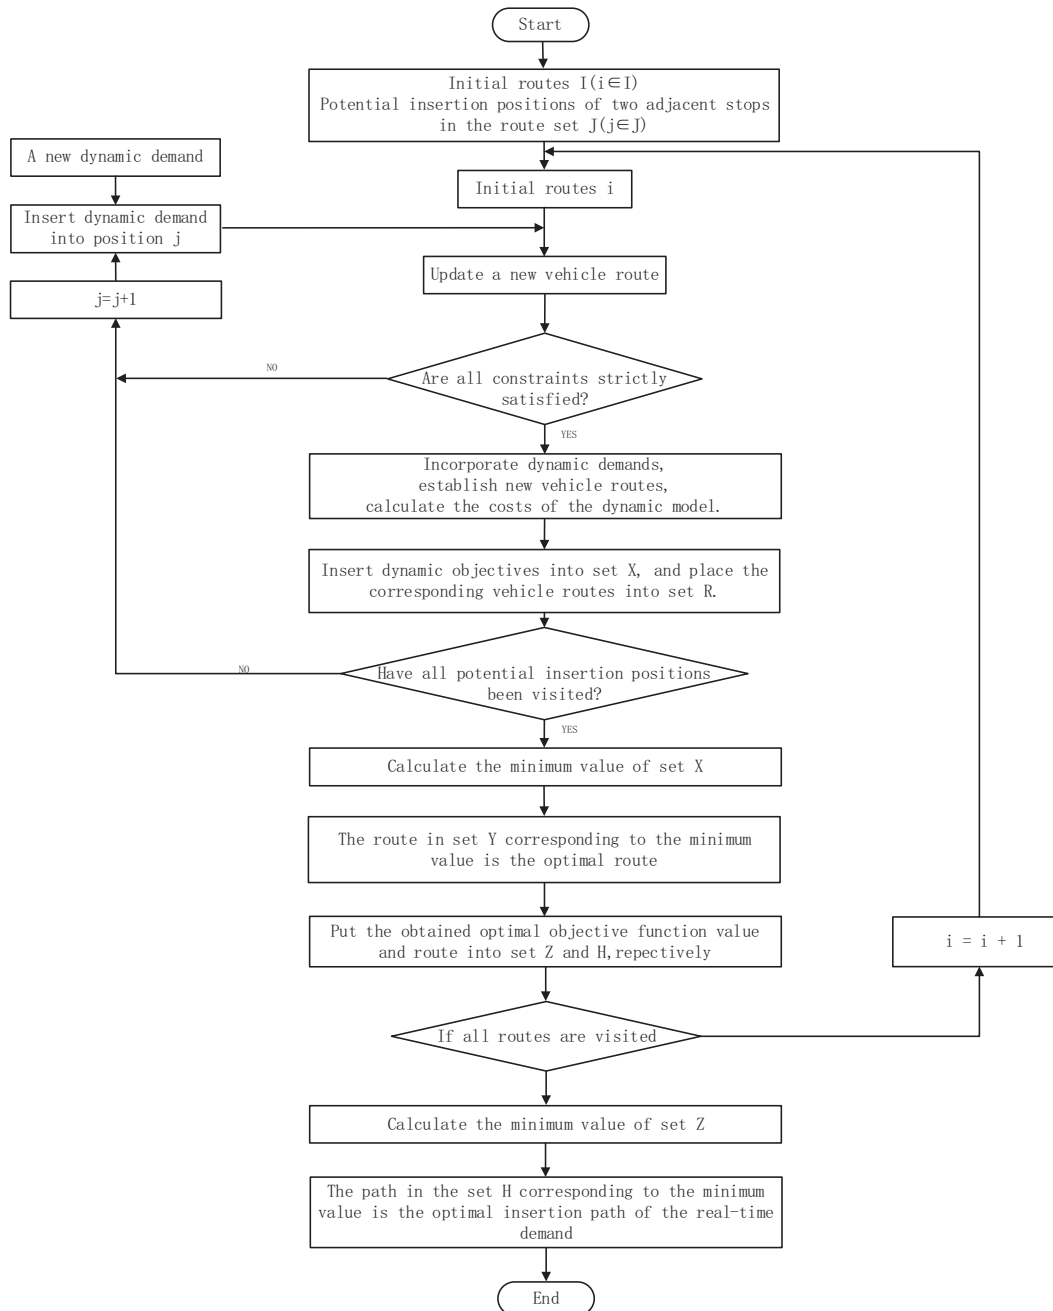 Start
Initial routes I(i∈I)
Potential insertion positions of two adjacent stops
in the route set J(j∈J)
A new dynamic demand
Initial routes i
Insert dynamic demand
into position j
Update a new vehicle route
j=j+1
NO
Are all constraints strictly
satisfied?
YES
Incorporate dynamic demands,
establish new vehicle routes,
calculate the costs of the dynamic model.
Insert dynamic objectives into set X, and place the
corresponding vehicle routes into set R.
NO
Have all potential insertion positions
been visited?
YES
Calculate the minimum value of set X
The route in set Y corresponding to the minimum
value is the optimal route
Put the obtained optimal objective function value
and route into set Z and H,repectively
i = i + 1
If all routes are visited
Calculate the minimum value of set Z
The path in the set H corresponding to the minimum
value is the optimal insertion path of the real-time
demand
End